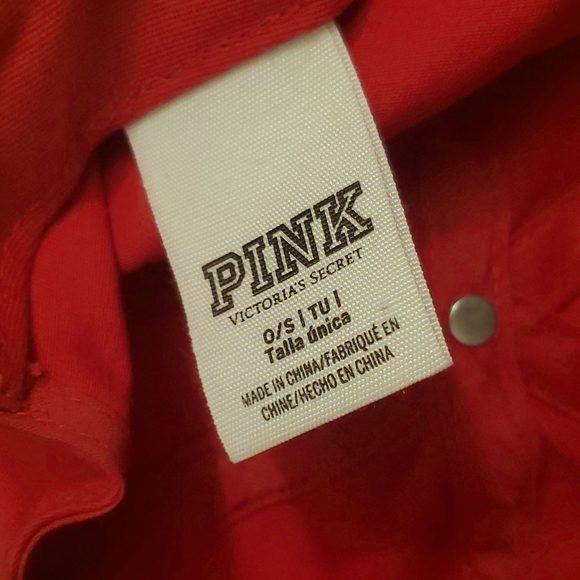 PINK
VICTORIA'S SECRET
O/S | TU |
Talla única
MADE IN CHINA/FABRIQUÉ EN
CHINE/HECHO EN CHINA